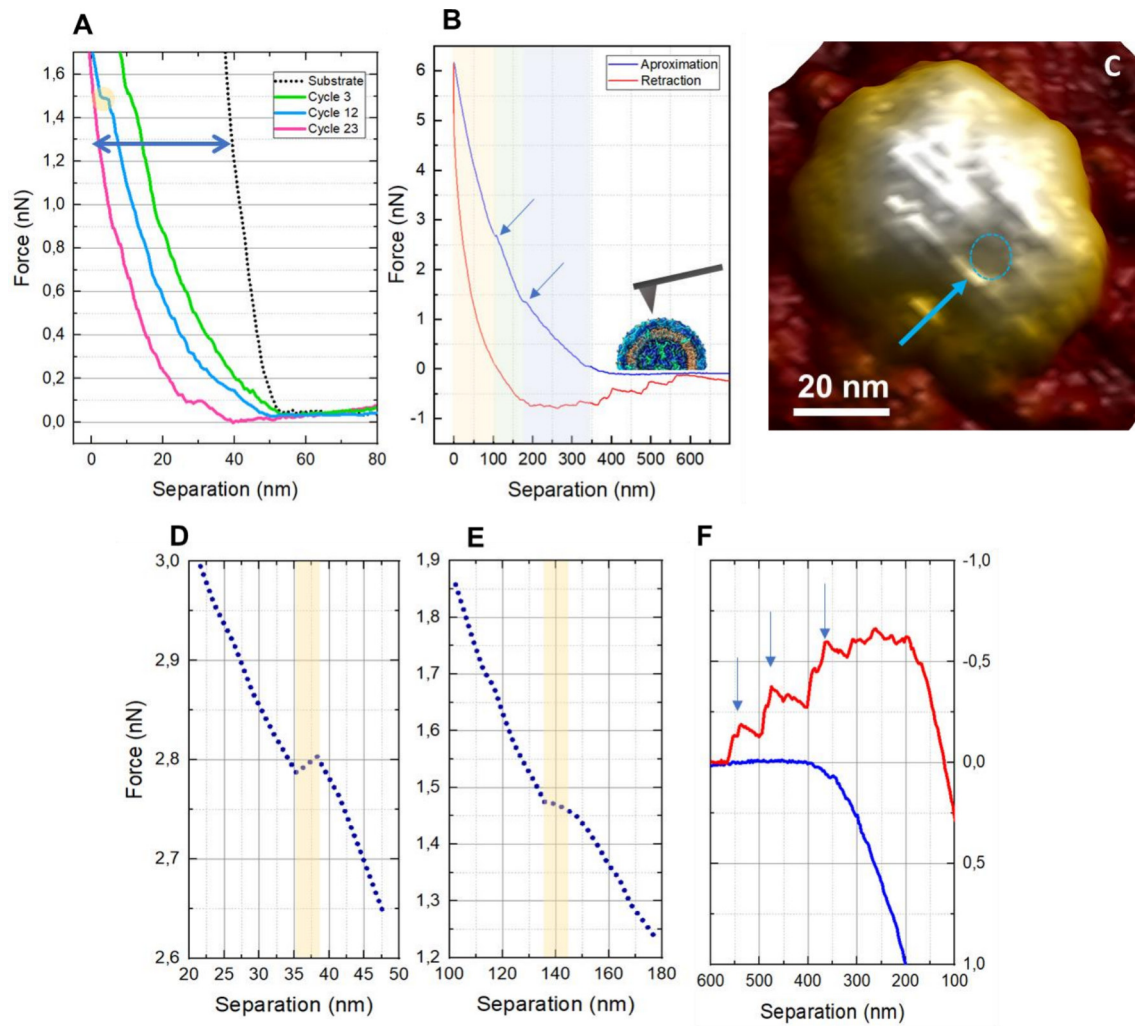 A
Force (nN)
1,6
1,4
1,2
1,0
0,8
0,6
0,4
0,2
0,0
Substrate
Cycle 3
Cycle 12
Cycle 23
0 20 40 60 80
Separation (nm)
B
Force (nN)
6
5
4
3
2
1
0
-1
Aproximation
Retraction
0 100 200 300 400 500 600
Separation (nm)
C
20 nm
D
Force (nN)
3,0
2,9
2,8
2,7
2,6
20 25 30 35 40 45 50
Separation (nm)
E
1,9
1,8
1,7
1,6
1,5
1,4
1,3
1,2
100 120 140 160 180
Separation (nm)
F
-1,0
-0,5
0,0
0,5
1,0
600 500 400 300 200 100
Separation (nm)